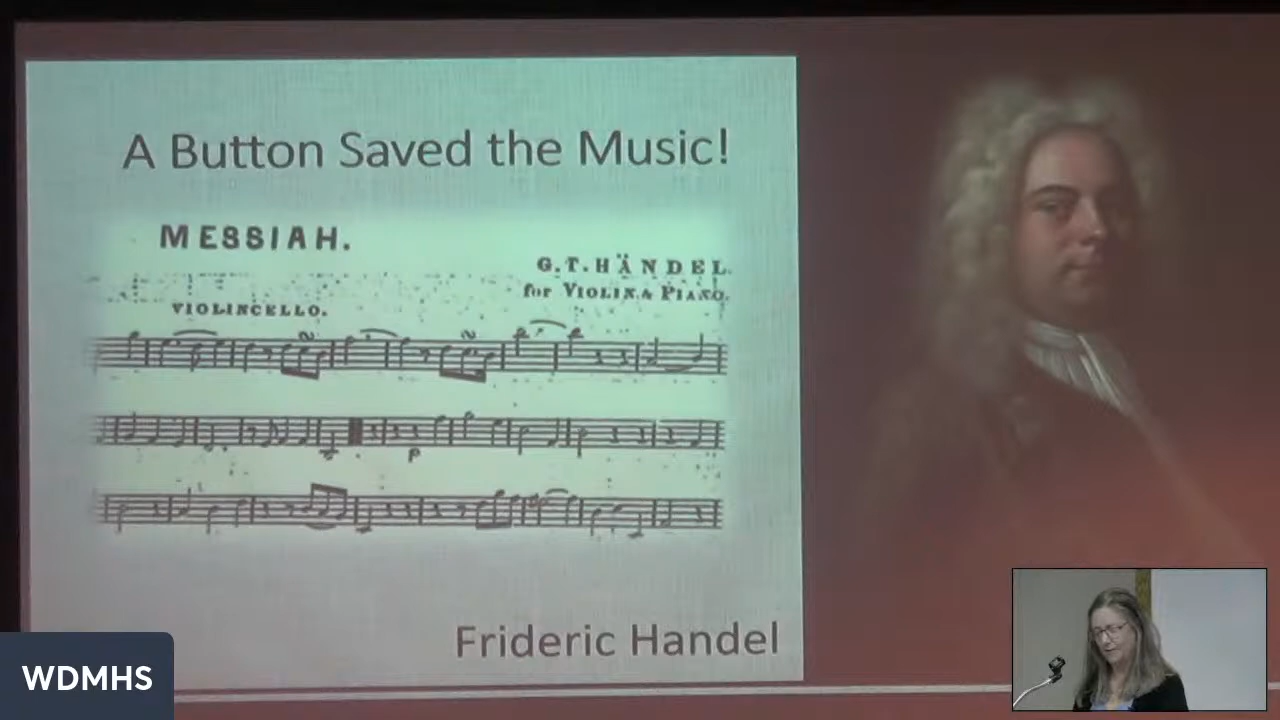 A Button Saved the Music!
MESSIAH.
G.T.HÄNDEL.
for VIOLIN & PIANO.
VIOLINCELLO.
p
Frideric Handel
WDMHS